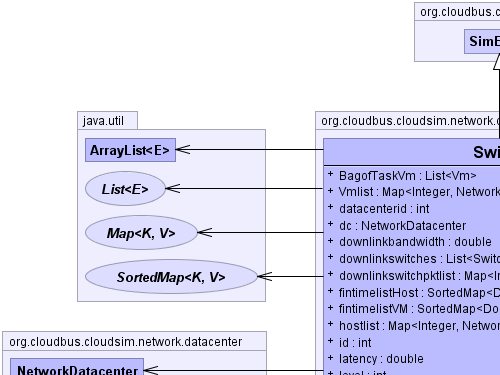 org.cloudbus.c
SimE
java.util
ArrayList<E>
List<E>
Map<K, V>
SortedMap<K, V>
org.cloudbus.cloudsim.network.d
Swi
+ BagofTaskVm : List<Vm>
+ Vmlist : Map<Integer, Network
+ datacenterid : int
+ dc : NetworkDatacenter
+ downlinkbandwidth : double
+ downlinkswitches : List<Switc
+ downlinkswitchpktlist : Map<In
+ fintimelistHost : SortedMap<D
+ fintimelistVM : SortedMap<Do
+ hostlist : Map<Integer, Networ
+ id : int
+ latency : double
+ level : int
org.cloudbus.cloudsim.network.datacenter
NetworkDatacenter